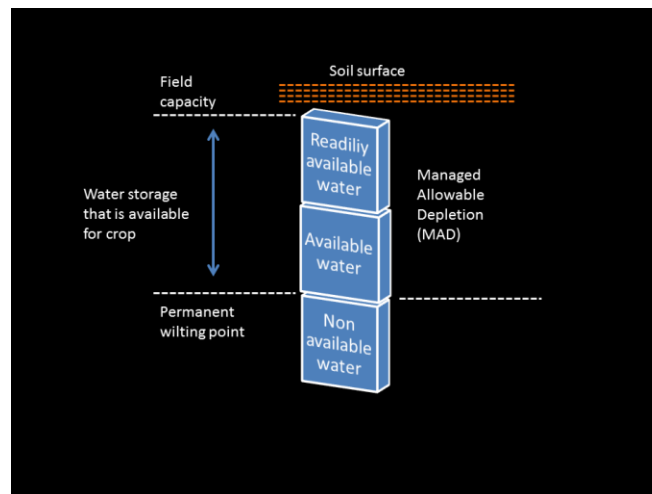 Soil surface
Field
capacity
Readiliy
available
water
Managed
Allowable
Depletion
(MAD)
Water storage
that is available
for crop
Available
water
Permanent
wilting point
Non
available
water